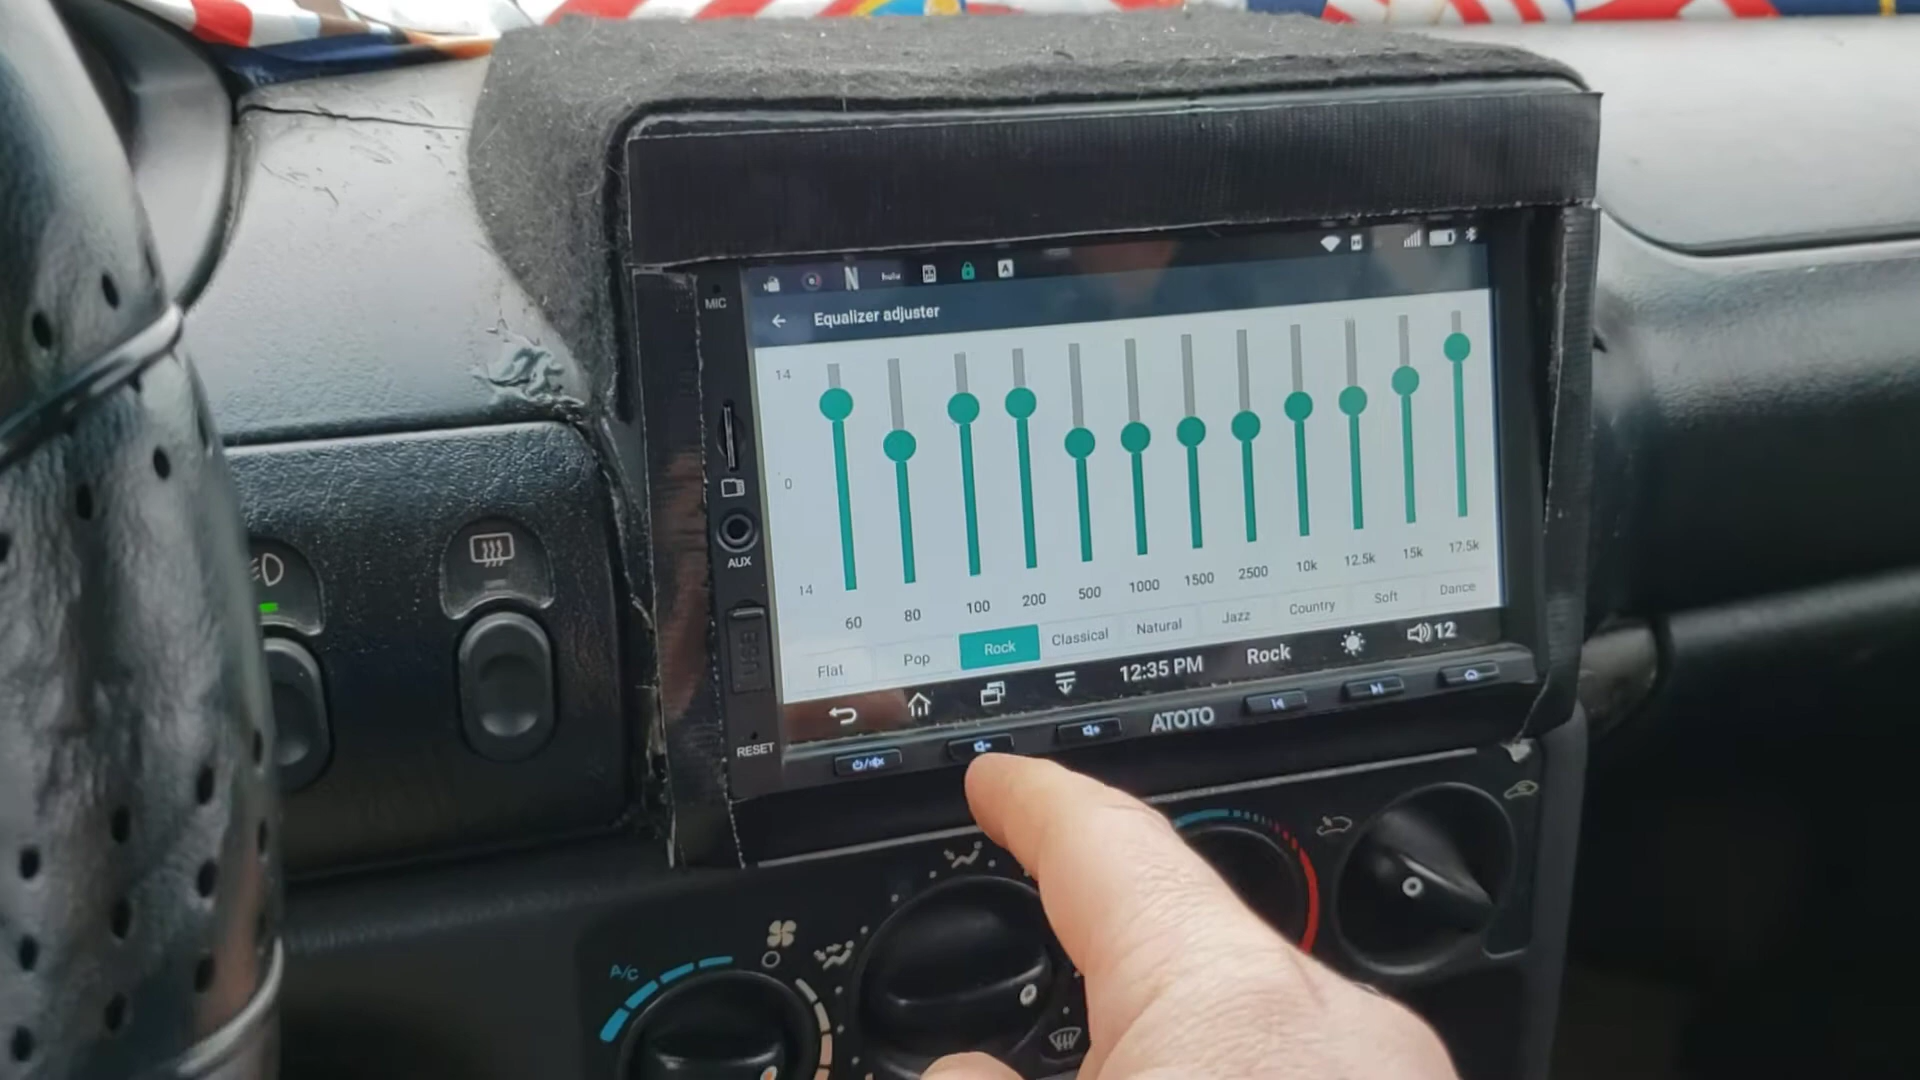 N hulu A
MIC
Equalizer adjuster
14
0
14
60 80 100 200 500 1000 1500 2500 10k 12.5k 15k 17.5k
Flat Pop Rock Classical Natural Jazz Country Soft Dance
12:35 PM Rock 12
AUX
USB
RESET
ATOTO
A/C